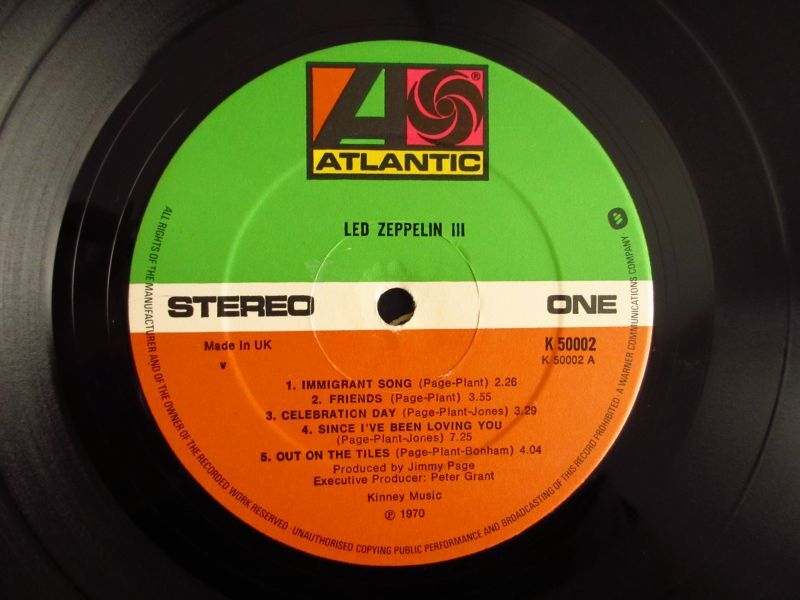 ATLANTIC
®
LED ZEPPELIN III
STEREO
ONE
Made in UK
K 50002
K 50002 A
v
1. IMMIGRANT SONG (Page-Plant) 2.26
2. FRIENDS (Page-Plant) 3.55
3. CELEBRATION DAY (Page-Plant-Jones) 3.29
4. SINCE I'VE BEEN LOVING YOU
(Page-Plant-Jones) 7.25
5. OUT ON THE TILES (Page-Plant-Bonham) 4.04
Produced by Jimmy Page
Executive Producer: Peter Grant
Kinney Music
℗ 1970
ALL RIGHTS OF THE MANUFACTURER AND OF THE OWNER OF THE RECORDED WORK RESERVED · UNAUTHORISED COPYING PUBLIC PERFORMANCE AND BROADCASTING OF THIS RECORD PROHIBITED · A WARNER COMMUNICATIONS COMPANY